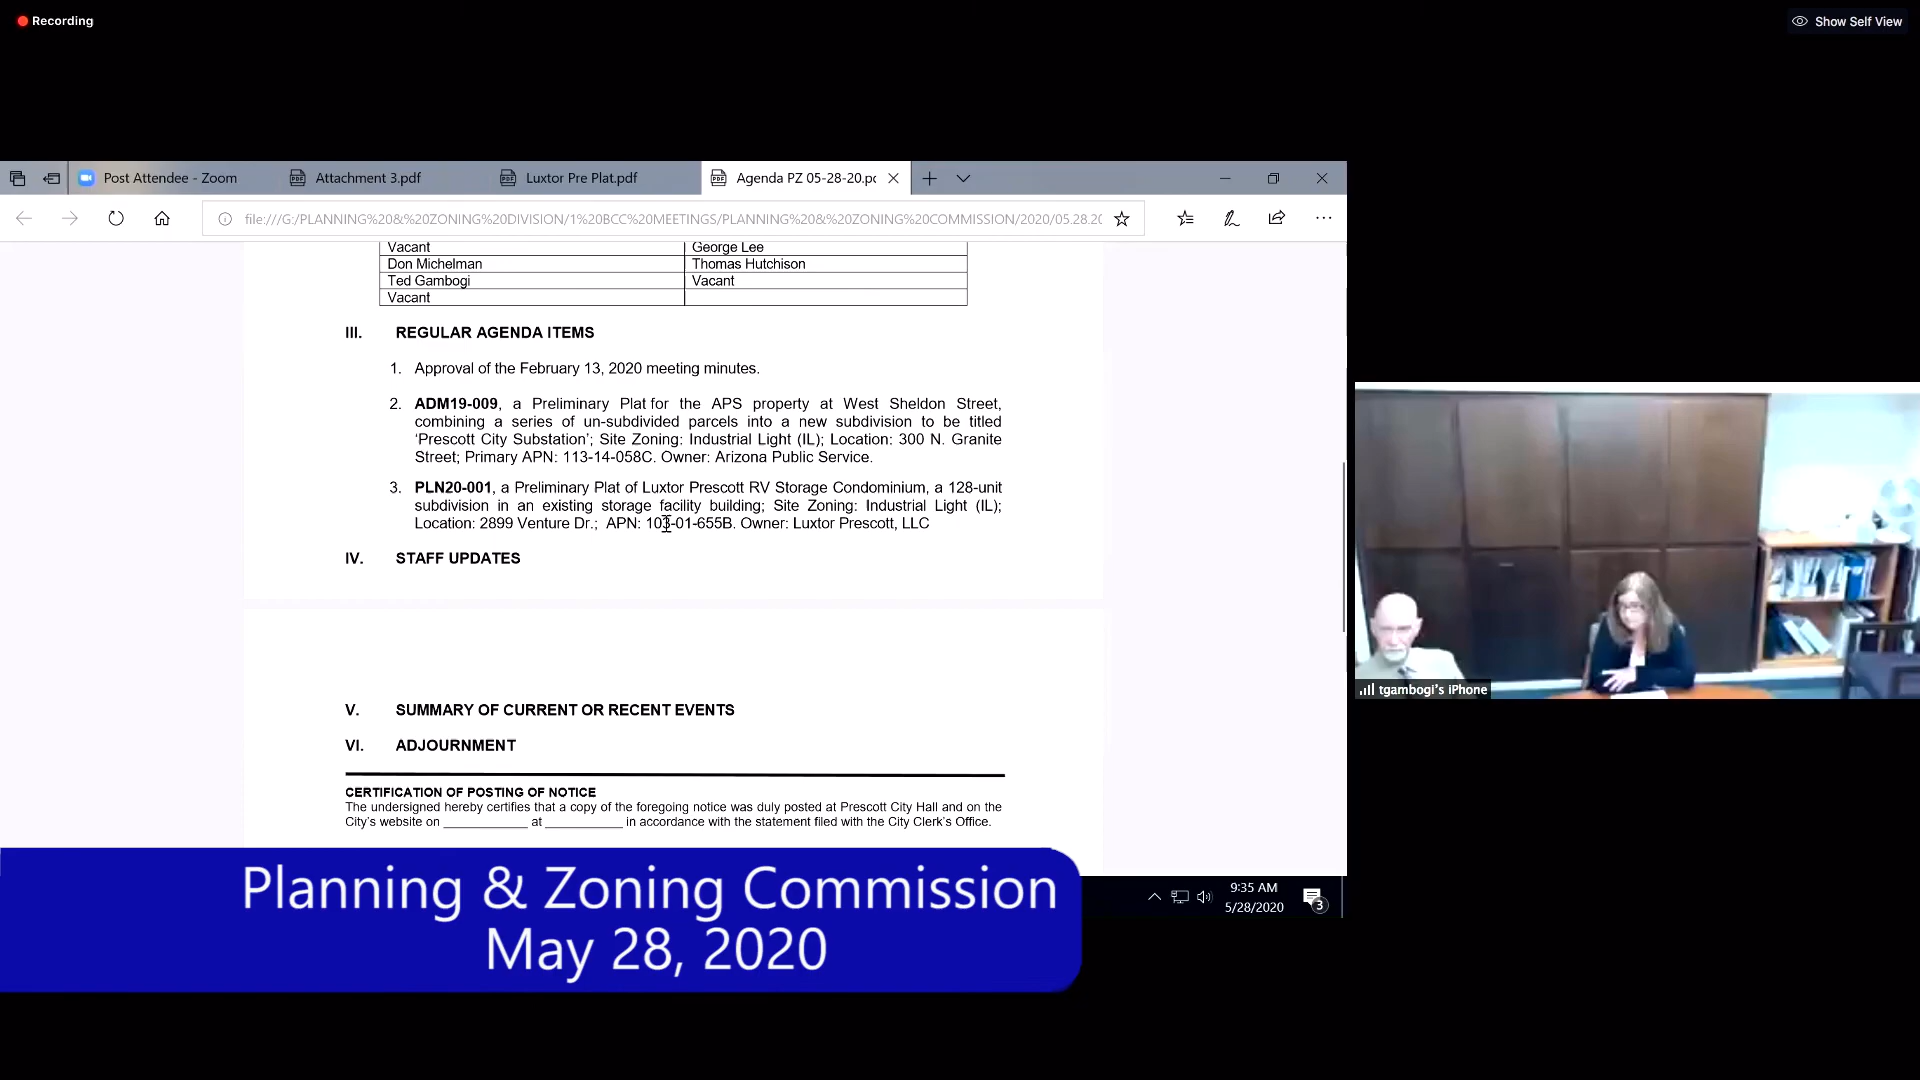 Recording
Show Self View
Post Attendee - Zoom
Attachment 3.pdf
Luxtor Pre Plat.pdf
Agenda PZ 05-28-20.pc
file:///G:/PLANNING%20&%20ZONING%20DIVISION/1%20BCC%20MEETINGS/PLANNING%20&%20ZONING%20COMMISSION/2020/05.28.20
Vacant George Lee
Don Michelman Thomas Hutchison
Ted Gambogi Vacant
Vacant
III. REGULAR AGENDA ITEMS
1. Approval of the February 13, 2020 meeting minutes.
2. ADM19-009, a Preliminary Plat for the APS property at West Sheldon Street,
combining a series of un-subdivided parcels into a new subdivision to be titled
‘Prescott City Substation’; Site Zoning: Industrial Light (IL); Location: 300 N. Granite
Street; Primary APN: 113-14-058C. Owner: Arizona Public Service.
3. PLN20-001, a Preliminary Plat of Luxtor Prescott RV Storage Condominium, a 128-unit
subdivision in an existing storage facility building; Site Zoning: Industrial Light (IL);
Location: 2899 Venture Dr.; APN: 103-01-655B. Owner: Luxtor Prescott, LLC
IV. STAFF UPDATES
tgambogi's iPhone
V. SUMMARY OF CURRENT OR RECENT EVENTS
VI. ADJOURNMENT
CERTIFICATION OF POSTING OF NOTICE
The undersigned hereby certifies that a copy of the foregoing notice was duly posted at Prescott City Hall and on the
City's website on ____________ at ___________ in accordance with the statement filed with the City Clerk's Office.
Planning & Zoning Commission
May 28, 2020
9:35 AM
5/28/2020
3